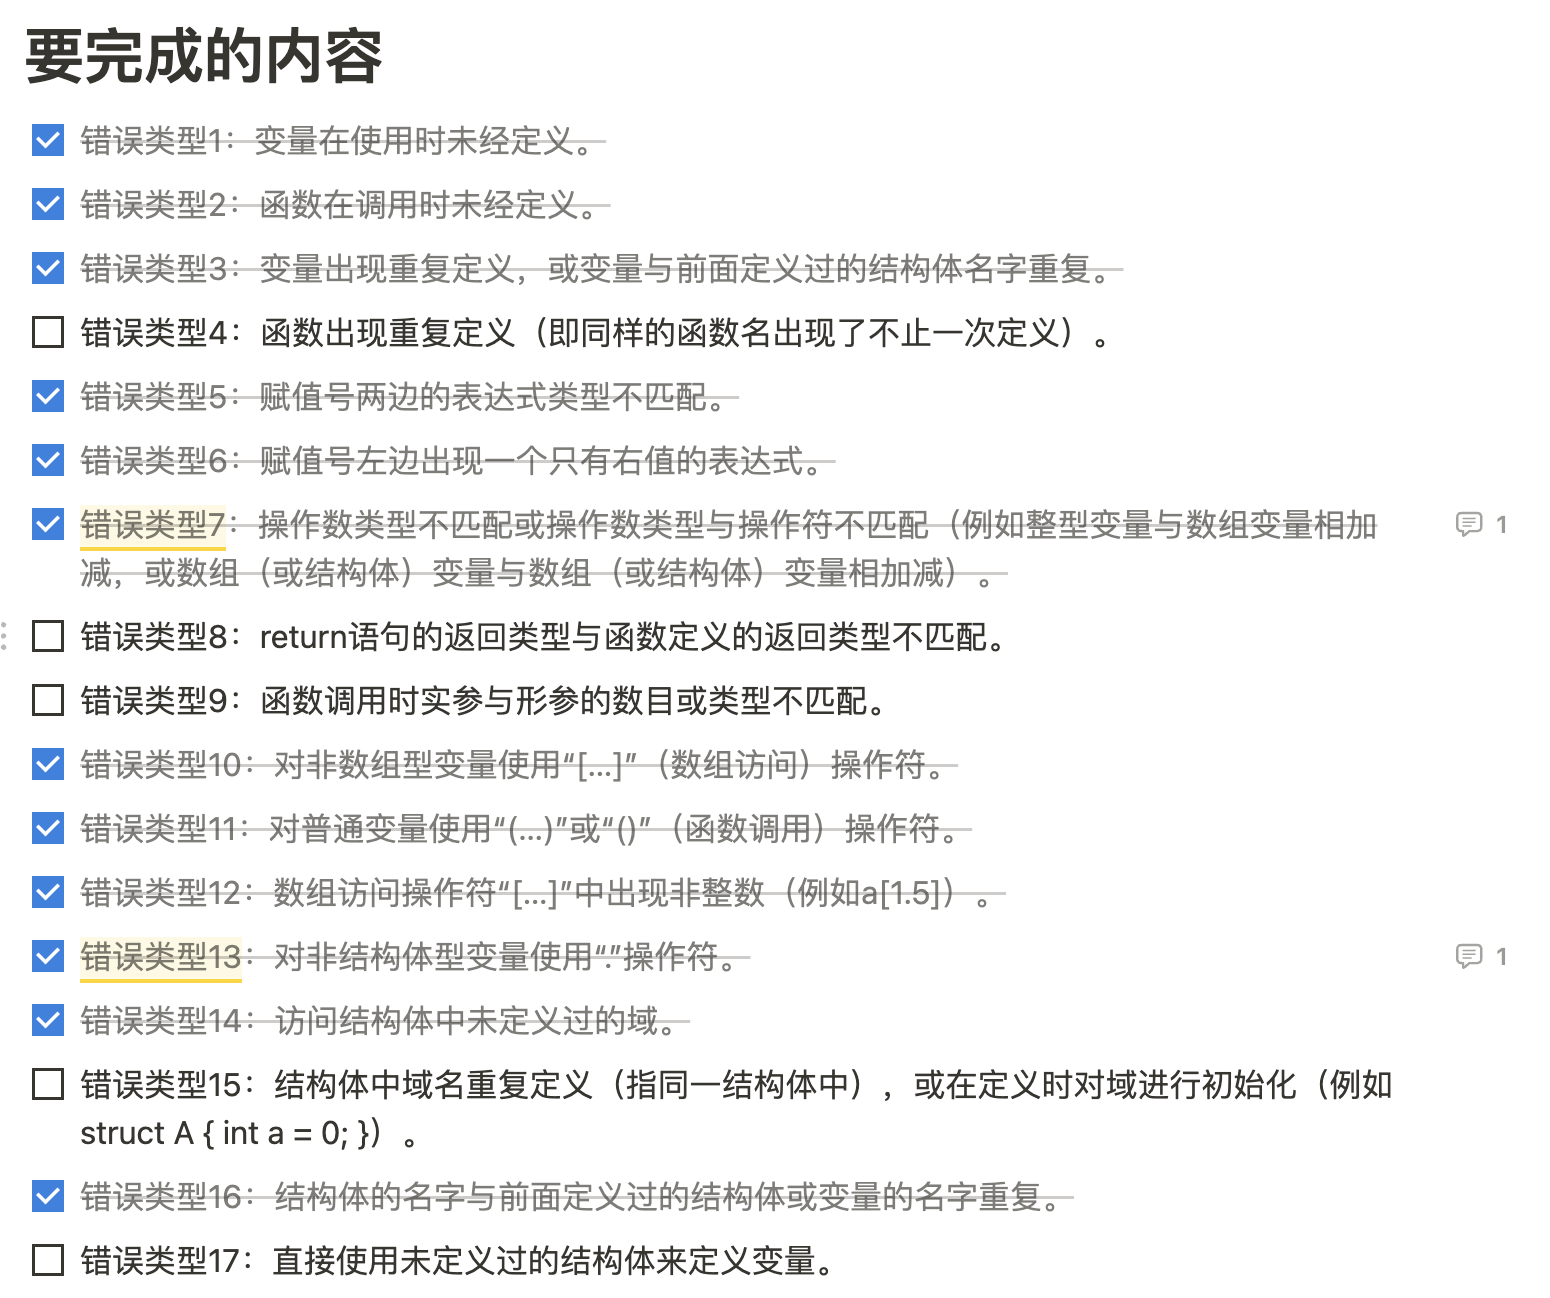 要完成的内容
错误类型1：变量在使用时未经定义。
错误类型2：函数在调用时未经定义。
错误类型3：变量出现重复定义，或变量与前面定义过的结构体名字重复。
错误类型4：函数出现重复定义（即同样的函数名出现了不止一次定义）。
错误类型5：赋值号两边的表达式类型不匹配。
错误类型6：赋值号左边出现一个只有右值的表达式。
错误类型7：操作数类型不匹配或操作数类型与操作符不匹配（例如整型变量与数组变量相加 1
减，或数组（或结构体）变量与数组（或结构体）变量相加减）。
错误类型8：return语句的返回类型与函数定义的返回类型不匹配。
错误类型9：函数调用时实参与形参的数目或类型不匹配。
错误类型10：对非数组型变量使用“[…]”（数组访问）操作符。
错误类型11：对普通变量使用“(…)”或“()”（函数调用）操作符。
错误类型12：数组访问操作符“[…]”中出现非整数（例如a[1.5]）。
错误类型13：对非结构体型变量使用“.”操作符。 1
错误类型14：访问结构体中未定义过的域。
错误类型15：结构体中域名重复定义（指同一结构体中），或在定义时对域进行初始化（例如
struct A { int a = 0; }）。
错误类型16：结构体的名字与前面定义过的结构体或变量的名字重复。
错误类型17：直接使用未定义过的结构体来定义变量。